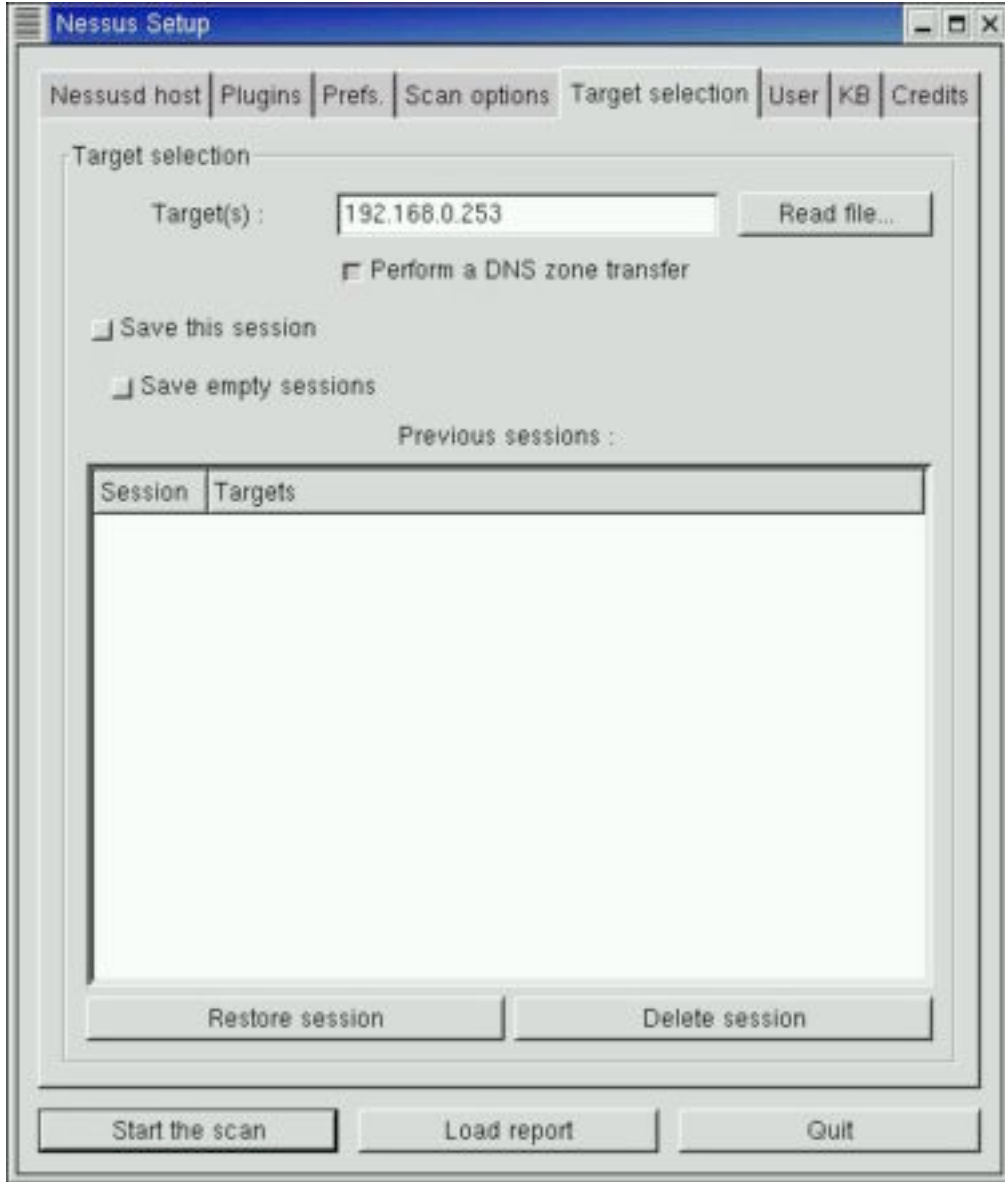 Nessus Setup
Nessusd host Plugins Prefs. Scan options Target selection User KB Credits
Target selection
Target(s) : 192.168.0.253 Read file...
Perform a DNS zone transfer
Save this session
Save empty sessions
Previous sessions :
Session Targets
Restore session Delete session
Start the scan Load report Quit